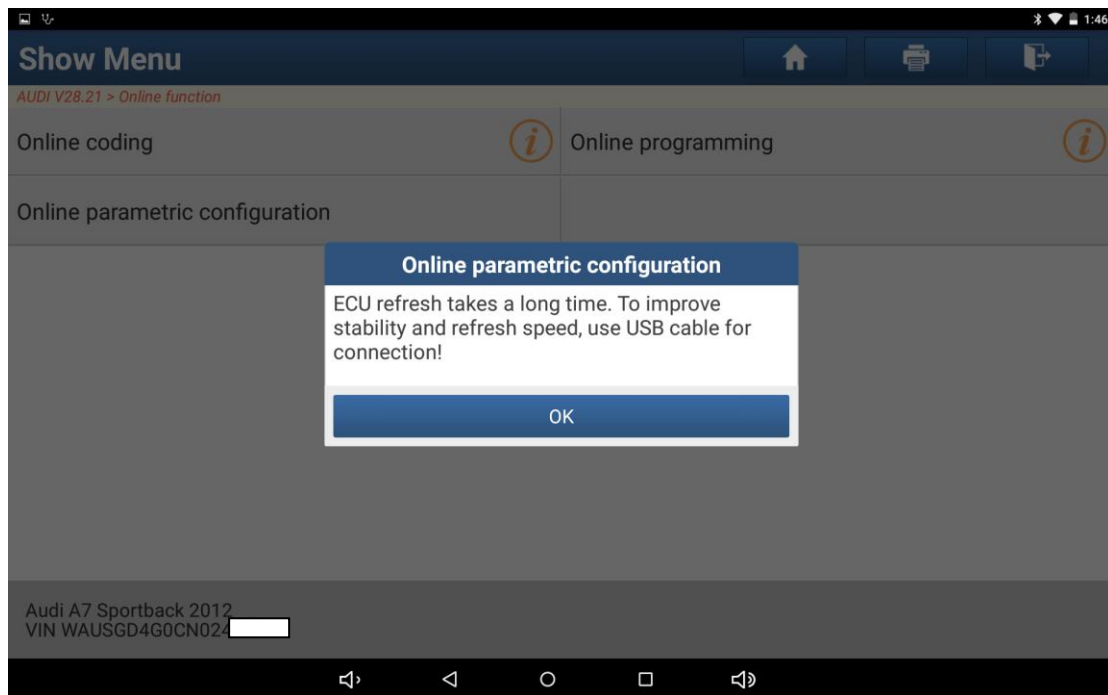 1:46
Show Menu
AUDI V28.21 > Online function
Online coding
Online programming
Online parametric configuration
Online parametric configuration
ECU refresh takes a long time. To improve
stability and refresh speed, use USB cable for
connection!
OK
Audi A7 Sportback 2012
VIN WAUSGD4G0CN024